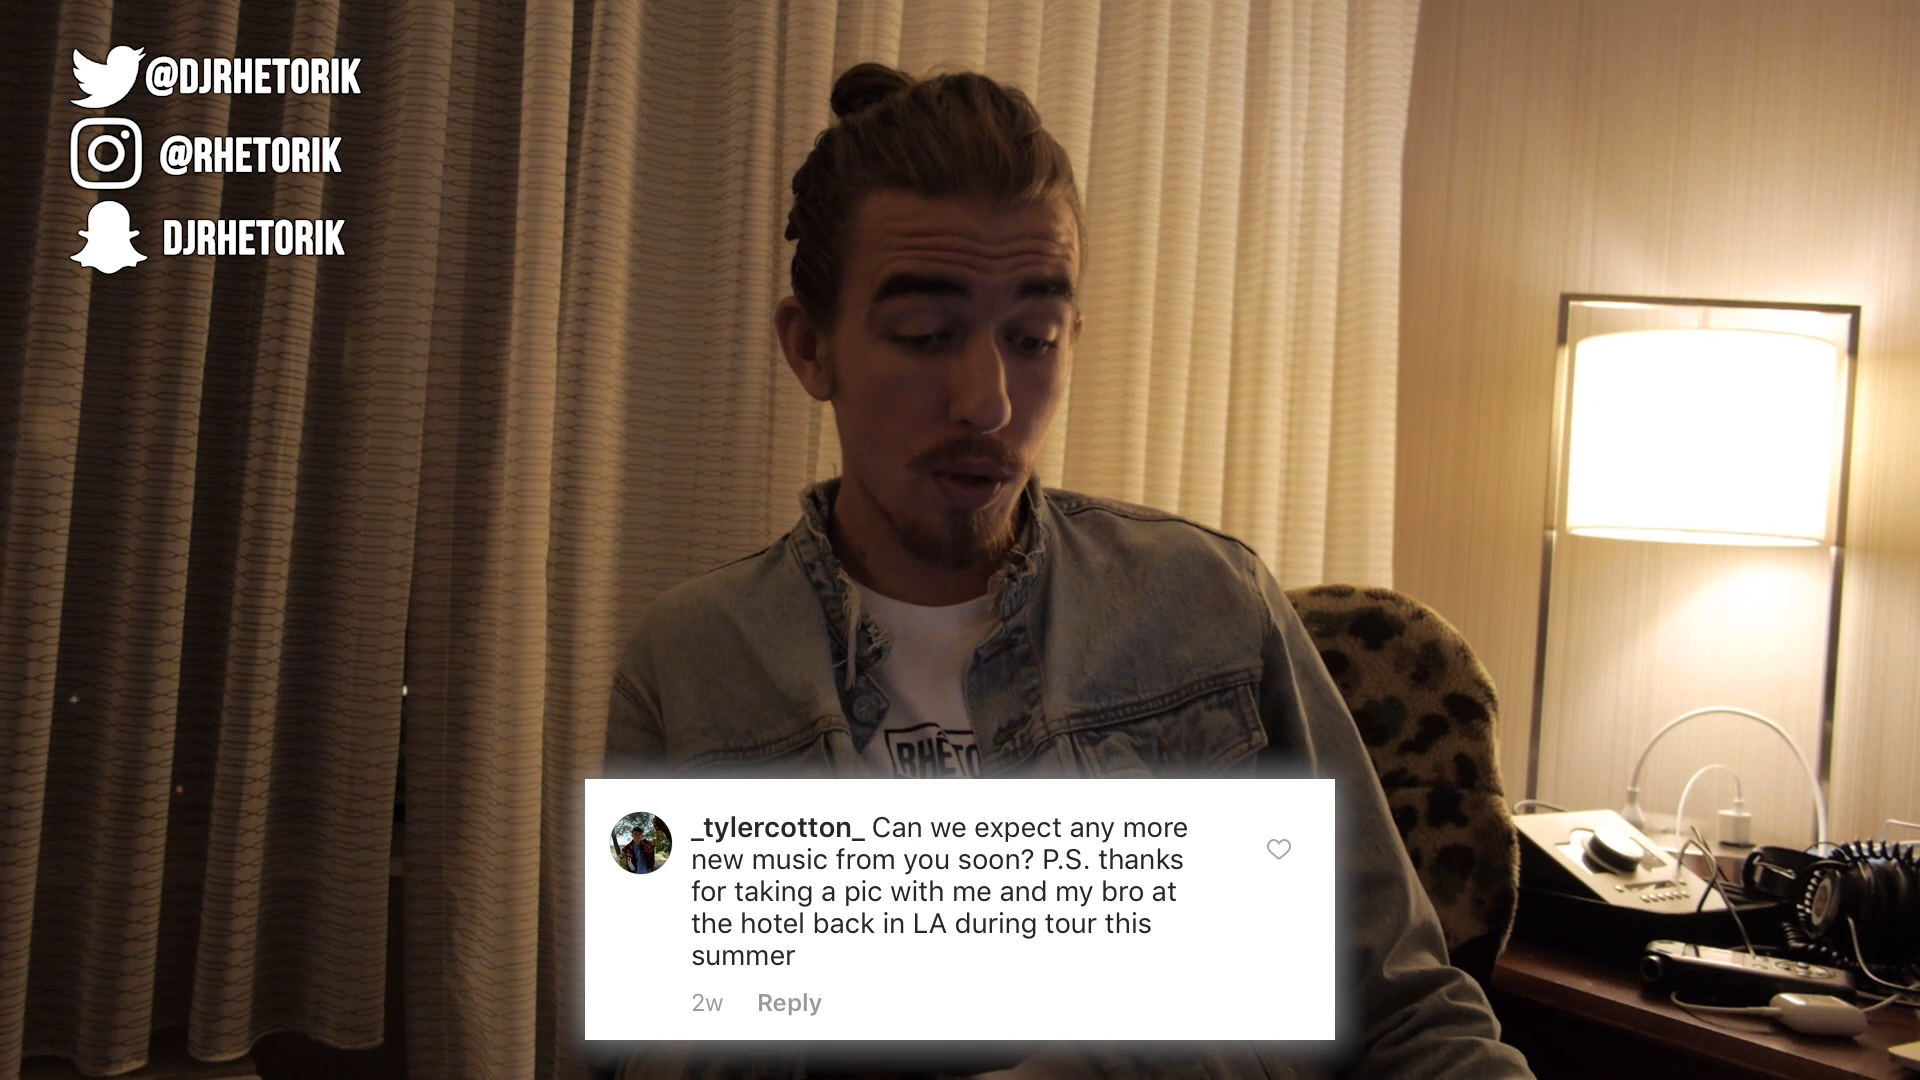 @DJRHETORIK
@RHETORIK
DJRHETORIK
RHÊTO
_tylercotton_ Can we expect any more
new music from you soon? P.S. thanks
for taking a pic with me and my bro at
the hotel back in LA during tour this
summer
2w Reply